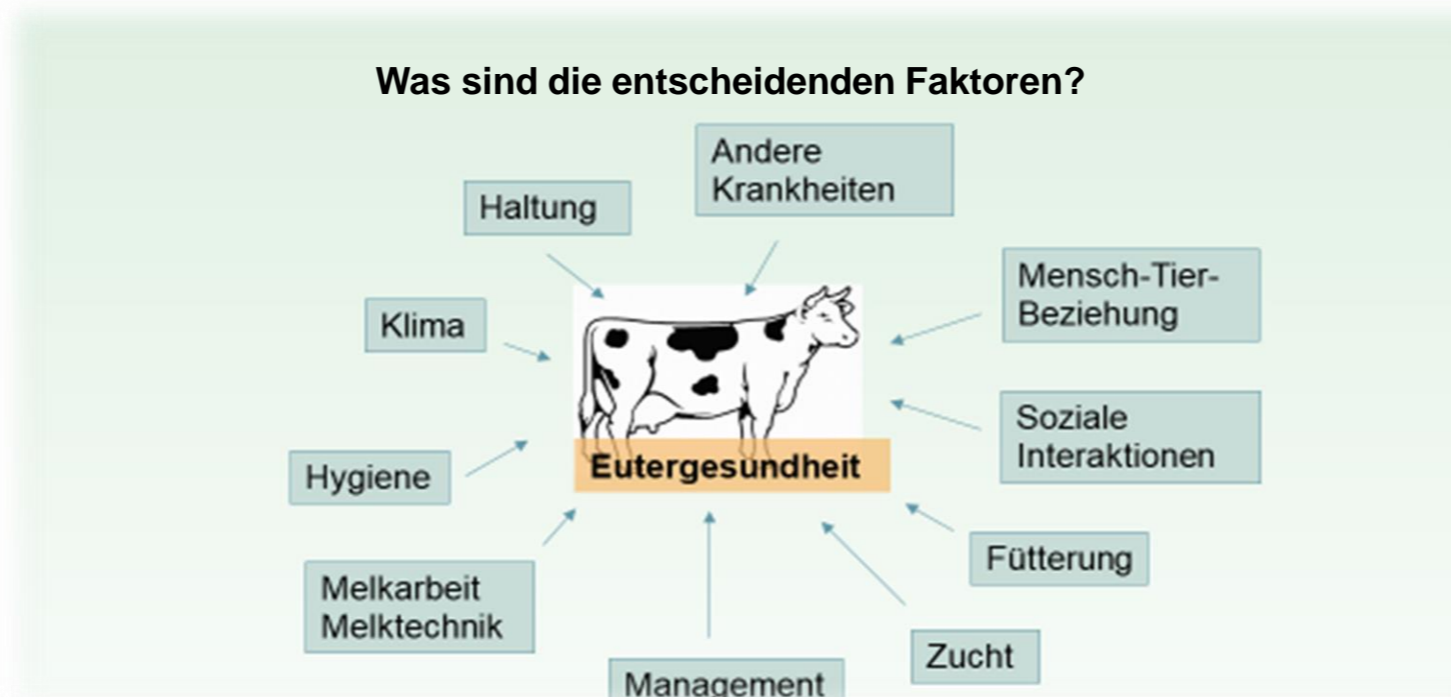 Was sind die entscheidenden Faktoren?
Andere
Krankheiten
Haltung
Mensch-Tier-
Beziehung
Klima
Soziale
Interaktionen
Eutergesundheit
Hygiene
Fütterung
Melkarbeit
Melktechnik
Zucht
Management